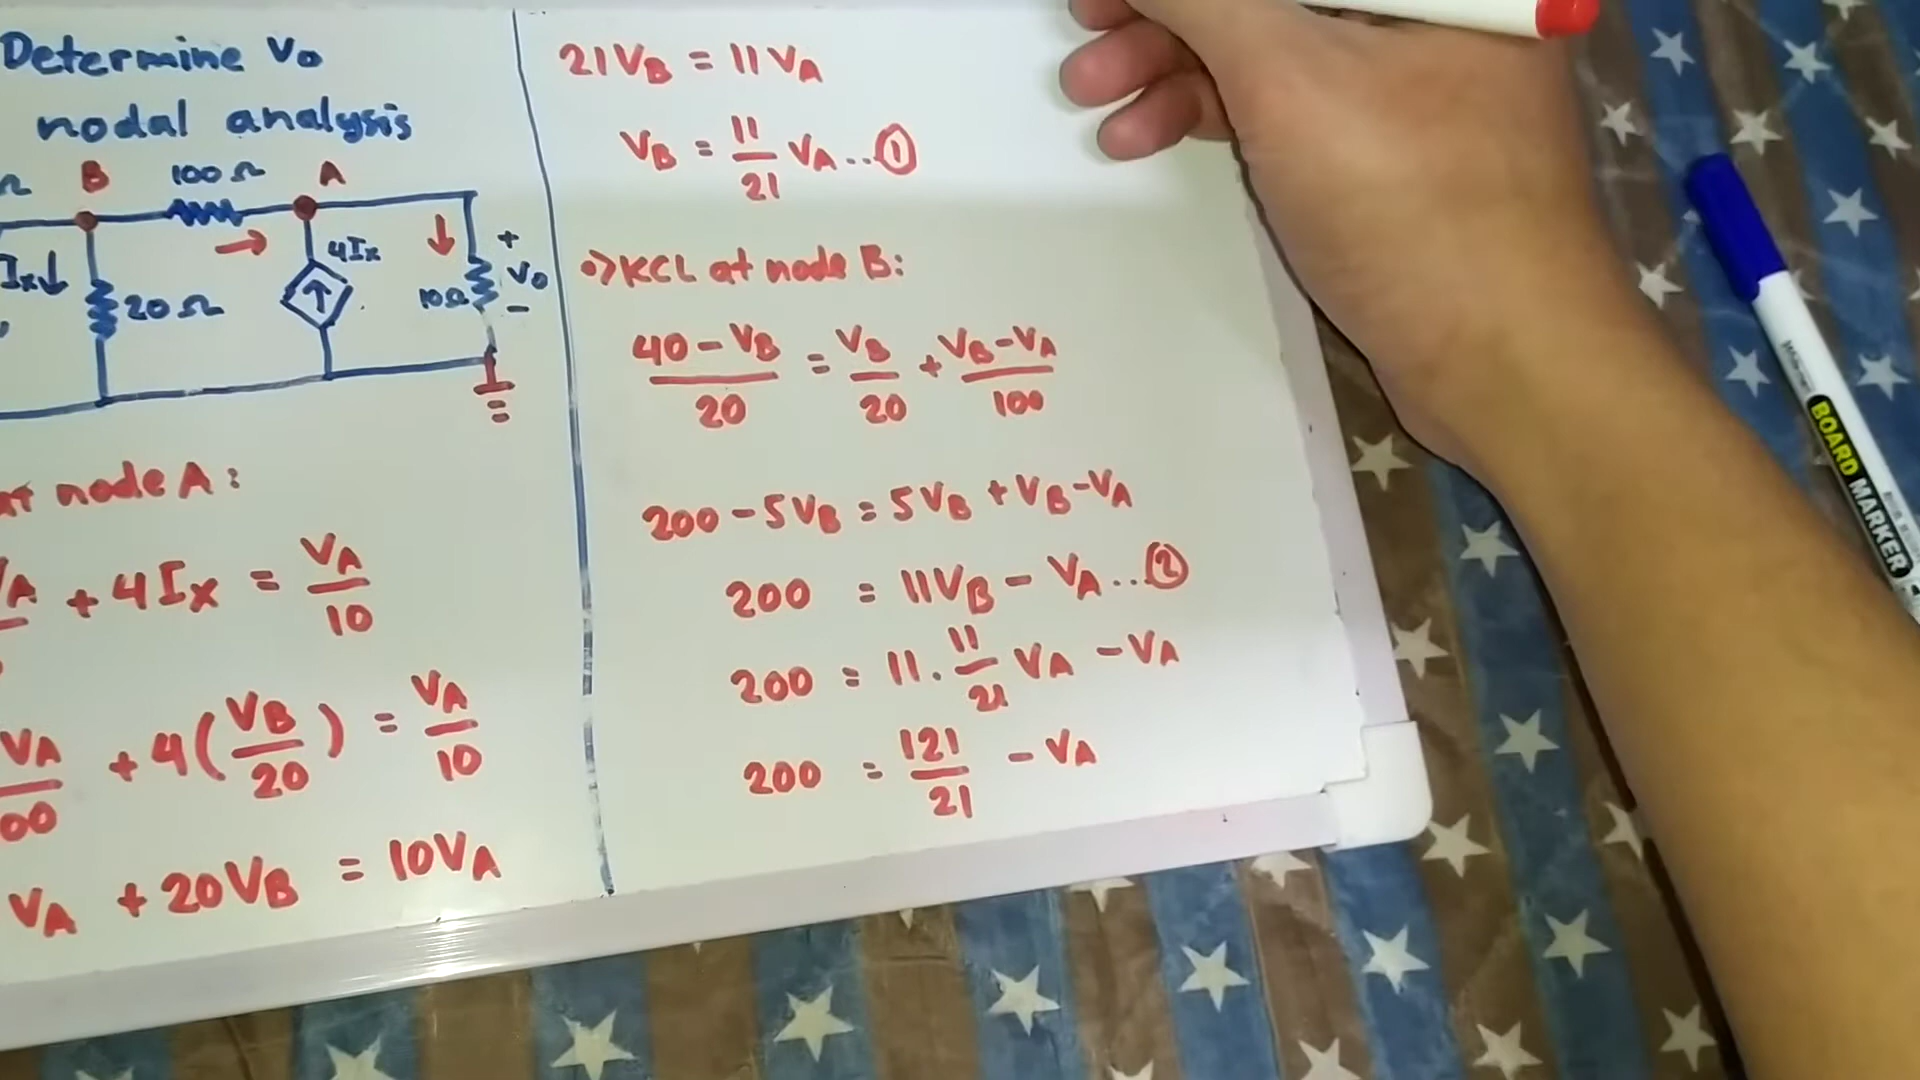 Determine Vo
nodal analysis
Ω B 100Ω A
Ix↓ 20Ω 4Ix ↑ 10Ω + Vo -
at node A:
VA + 4Ix = VA/10
VA/00 + 4(VB/20) = VA/10
VA + 20VB = 10VA
21VB = 11VA
VB = 11/21 VA ...①
•> KCL at node B:
40-VB/20 = VB/20 + VB-VA/100
200 - 5VB = 5VB + VB-VA
200 = 11VB - VA ...②
200 = 11 . 11/21 VA - VA
200 = 121/21 - VA
BOARD MARKER